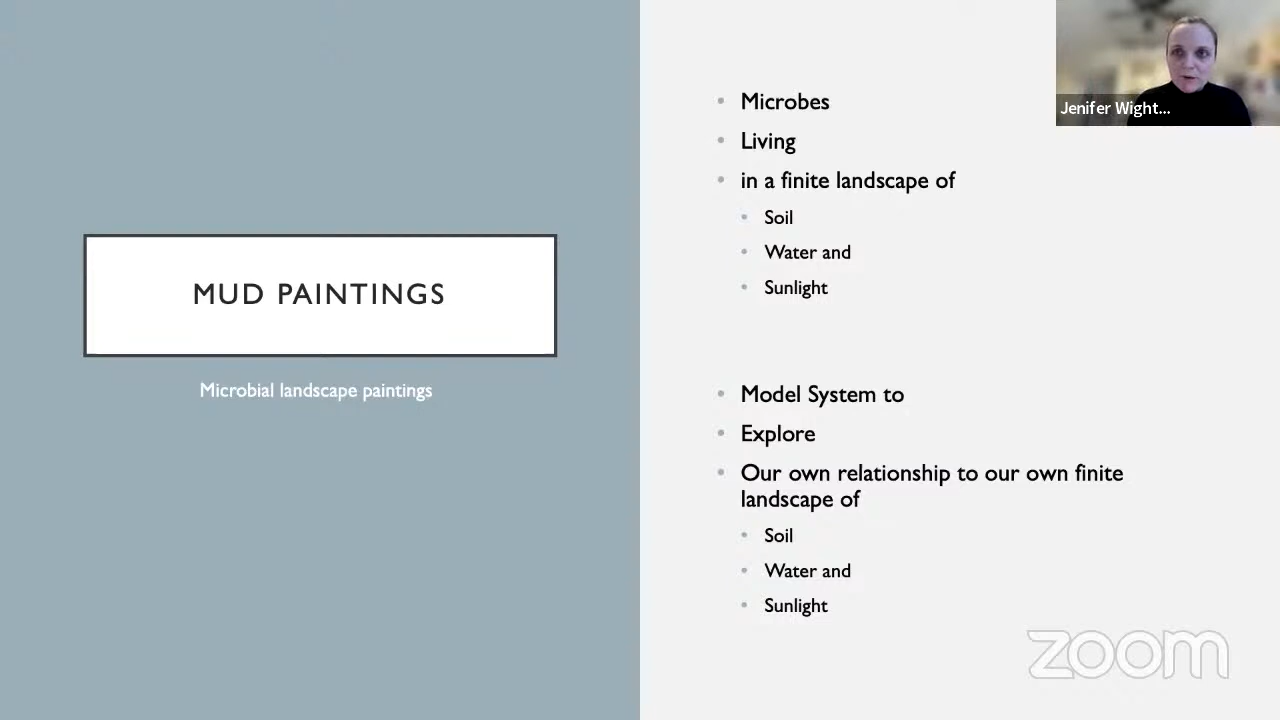 MUD PAINTINGS
Microbial landscape paintings
• Microbes
• Living
• in a finite landscape of
• Soil
• Water and
• Sunlight
• Model System to
• Explore
• Our own relationship to our own finite
landscape of
• Soil
• Water and
• Sunlight
Jenifer Wight...
zoom